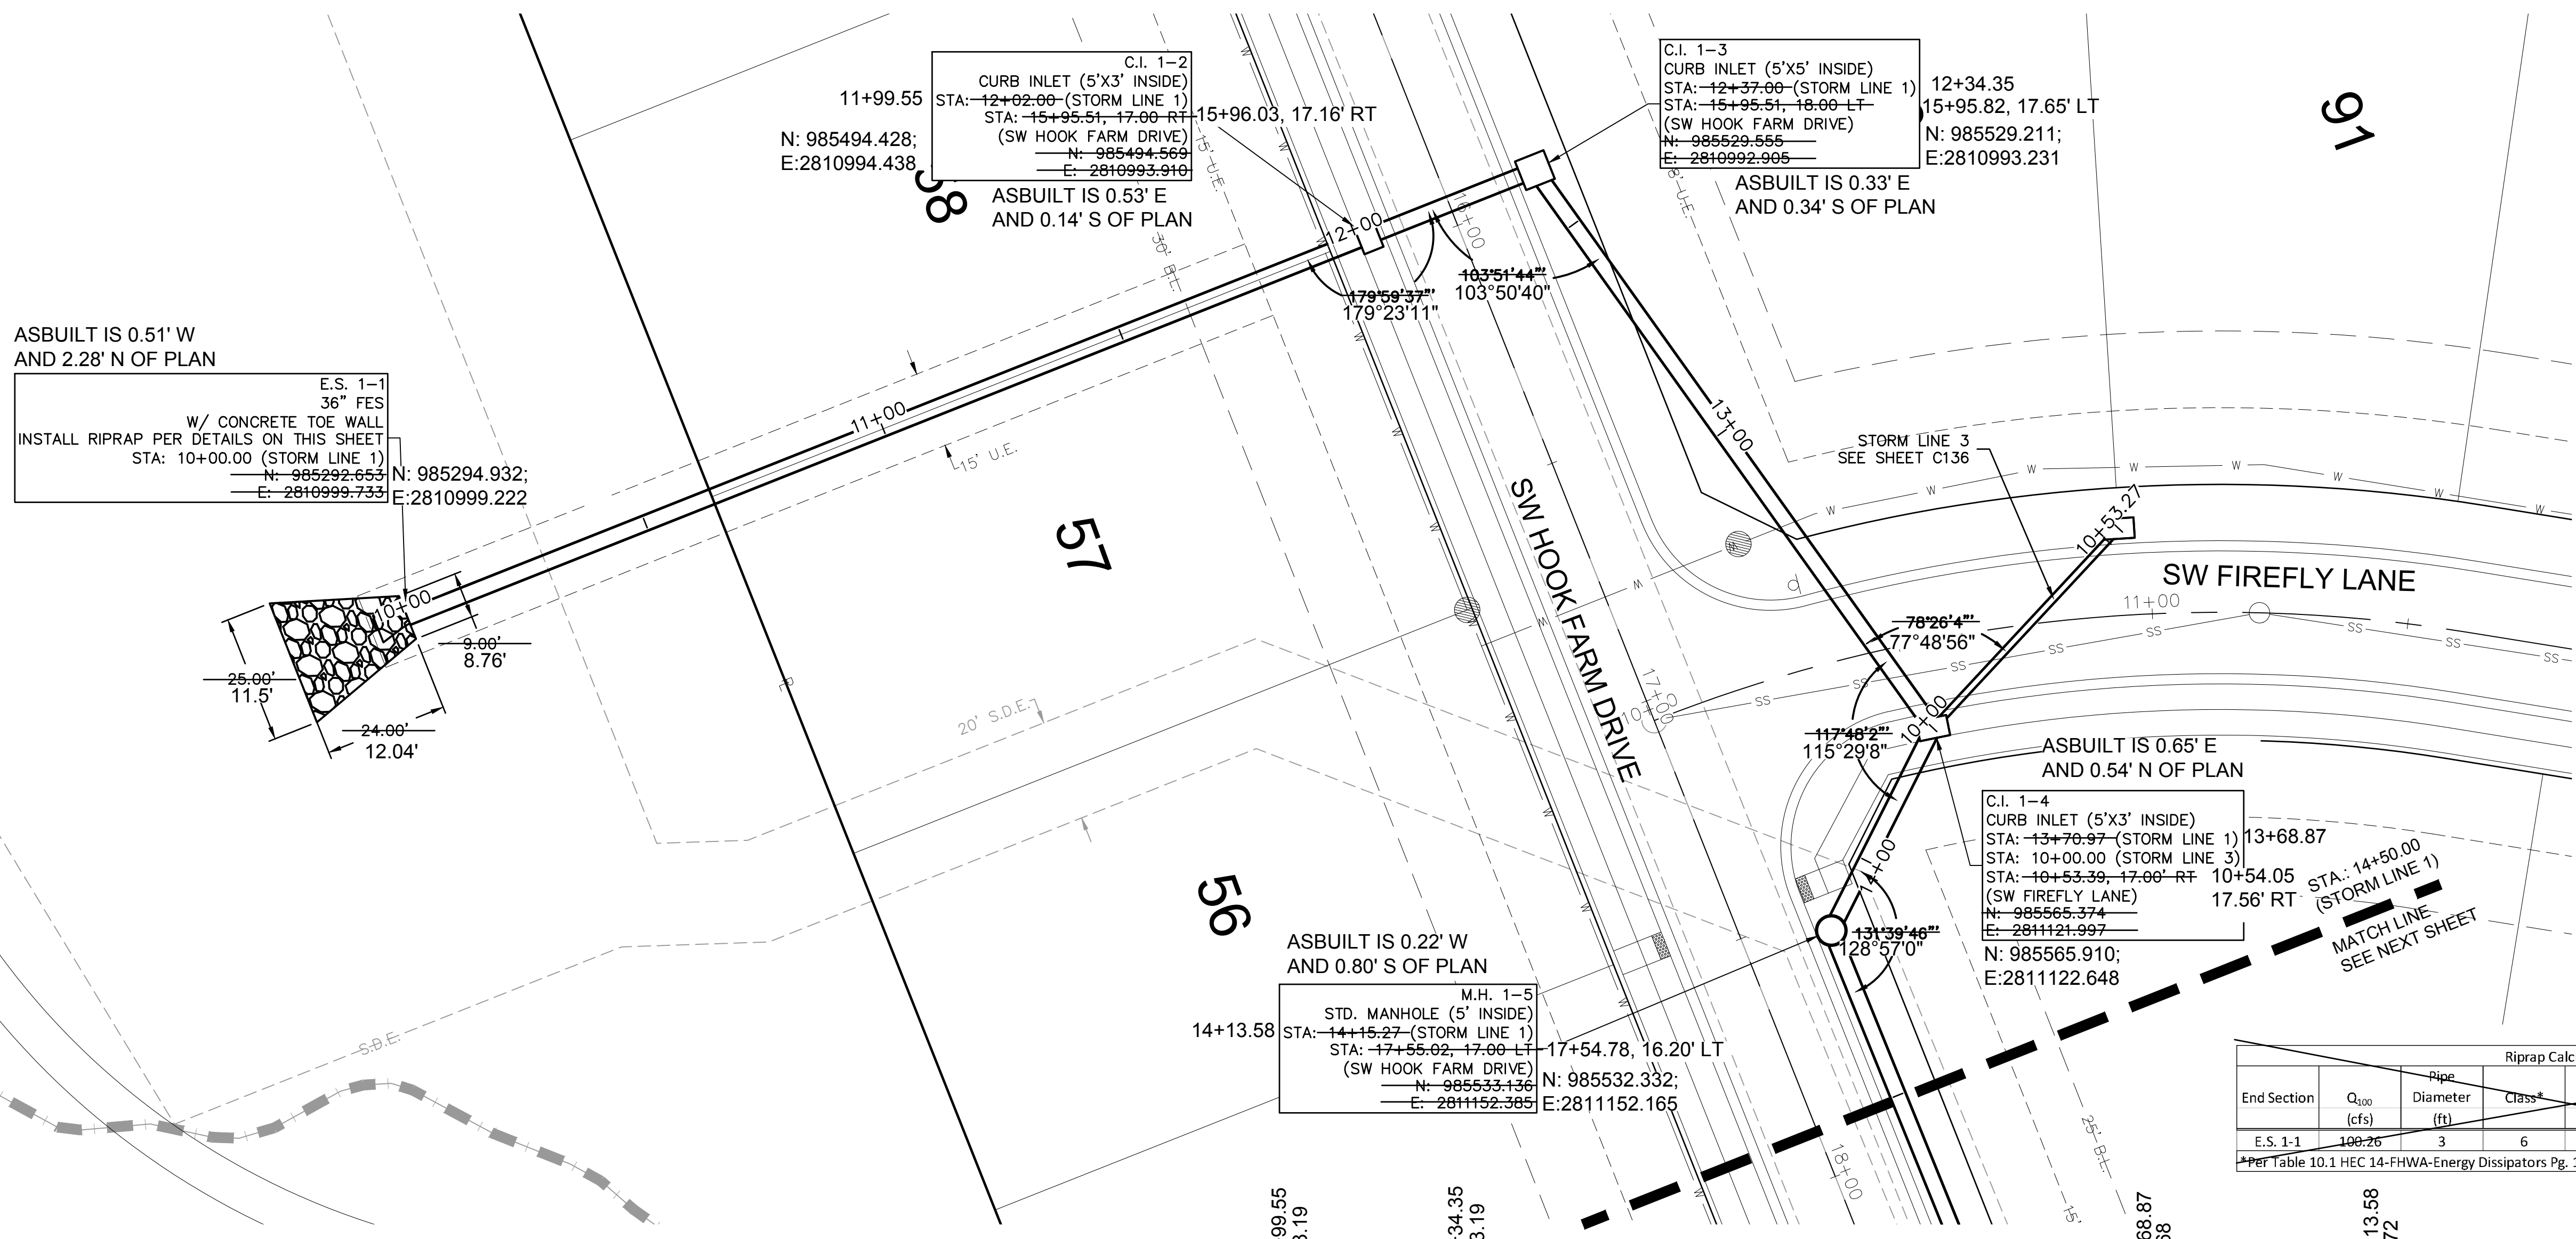 C.I. 1-2
CURB INLET (5'X3' INSIDE)
11+99.55
STA: 12+02.00 (STORM LINE 1)
STA: 15+95.51, 17.00 RT
15+96.03, 17.16' RT
(SW HOOK FARM DRIVE)
N: 985494.428;
E:2810994.438
N: 985494.569
E: 2810993.910
ASBUILT IS 0.53' E
AND 0.14' S OF PLAN
C.I. 1-3
CURB INLET (5'X5' INSIDE)
STA: 12+37.00 (STORM LINE 1)
12+34.35
STA: 15+95.51, 18.00 LT
15+95.82, 17.65' LT
(SW HOOK FARM DRIVE)
N: 985529.555
E: 2810992.905
N: 985529.211;
E:2810993.231
ASBUILT IS 0.33' E
AND 0.34' S OF PLAN
91
15' U.E.
30' B.L.
8' U.E.
16+00
12+00
103°51'44"'
103°50'40"
179°59'37"'
179°23'11"
ASBUILT IS 0.51' W
AND 2.28' N OF PLAN
E.S. 1-1
36" FES
W/ CONCRETE TOE WALL
INSTALL RIPRAP PER DETAILS ON THIS SHEET
STA: 10+00.00 (STORM LINE 1)
N: 985292.653
E: 2810999.733
N: 985294.932;
E:2810999.222
11+00
15' U.E.
13+00
STORM LINE 3
SEE SHEET C136
10+53.27
57
SW HOOK FARM DRIVE
SW FIREFLY LANE
11+00
10+00
9.00'
8.76'
25.00'
11.5'
24.00'
12.04'
78°26'4"'
77°48'56"
17+00
10+00
10+00
20' S.D.E.
117°48'2"'
115°29'8"
ASBUILT IS 0.65' E
AND 0.54' N OF PLAN
C.I. 1-4
CURB INLET (5'X3' INSIDE)
STA: 13+70.97 (STORM LINE 1)
13+68.87
STA: 10+00.00 (STORM LINE 3)
STA: 10+53.39, 17.00' RT
10+54.05
17.56' RT
(SW FIREFLY LANE)
N: 985565.374
E: 2811121.997
N: 985565.910;
E:2811122.648
STA.: 14+50.00
(STORM LINE 1)
MATCH LINE
SEE NEXT SHEET
14+00
131°39'46"'
128°57'0"
56
ASBUILT IS 0.22' W
AND 0.80' S OF PLAN
M.H. 1-5
STD. MANHOLE (5' INSIDE)
14+13.58
STA: 14+15.27 (STORM LINE 1)
STA: 17+55.02, 17.00 LT
17+54.78, 16.20' LT
(SW HOOK FARM DRIVE)
N: 985533.136
E: 2811152.385
N: 985532.332;
E:2811152.165
S.D.E.
18+00
25' B.L.
15'
Riprap Calc
End Section Q100 (cfs) Pipe Diameter (ft) Class*
E.S. 1-1 100.26 3 6
*Per Table 10.1 HEC 14-FHWA-Energy Dissipators Pg. 1